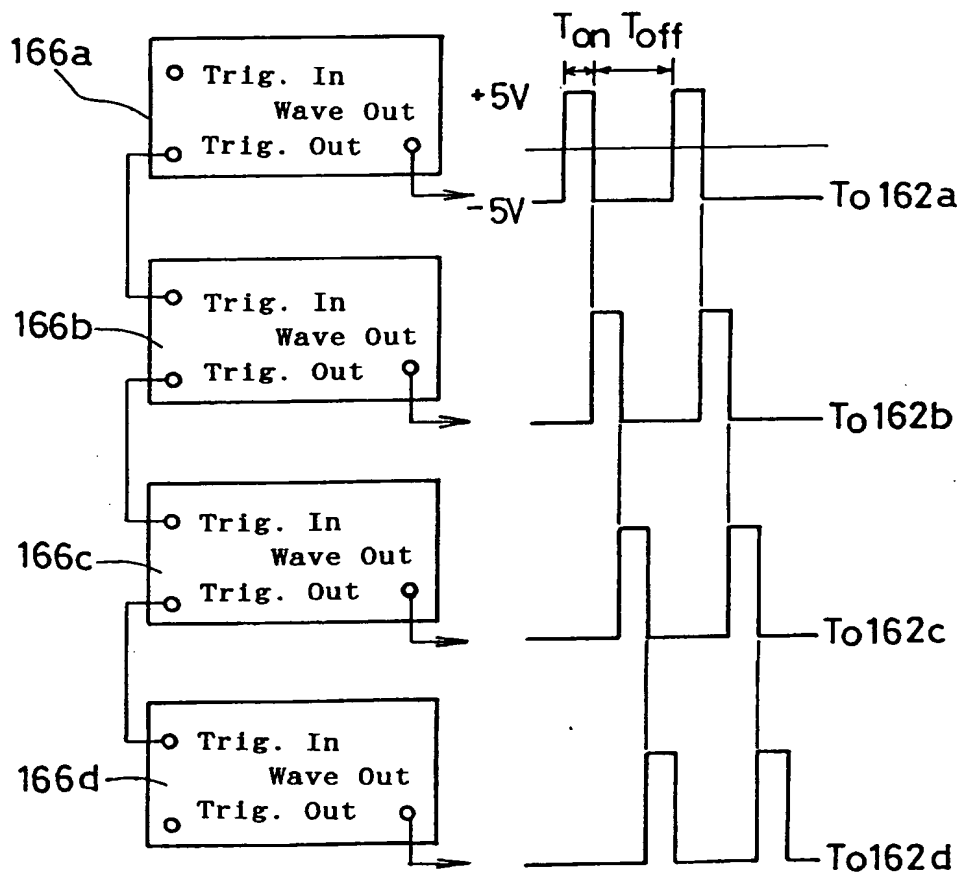 Ton Toff
166a
Trig. In
Wave Out
Trig. Out
+5V
-5V
To 162a
166b
Trig. In
Wave Out
Trig. Out
To 162b
166c
Trig. In
Wave Out
Trig. Out
To 162c
166d
Trig. In
Wave Out
Trig. Out
To 162d